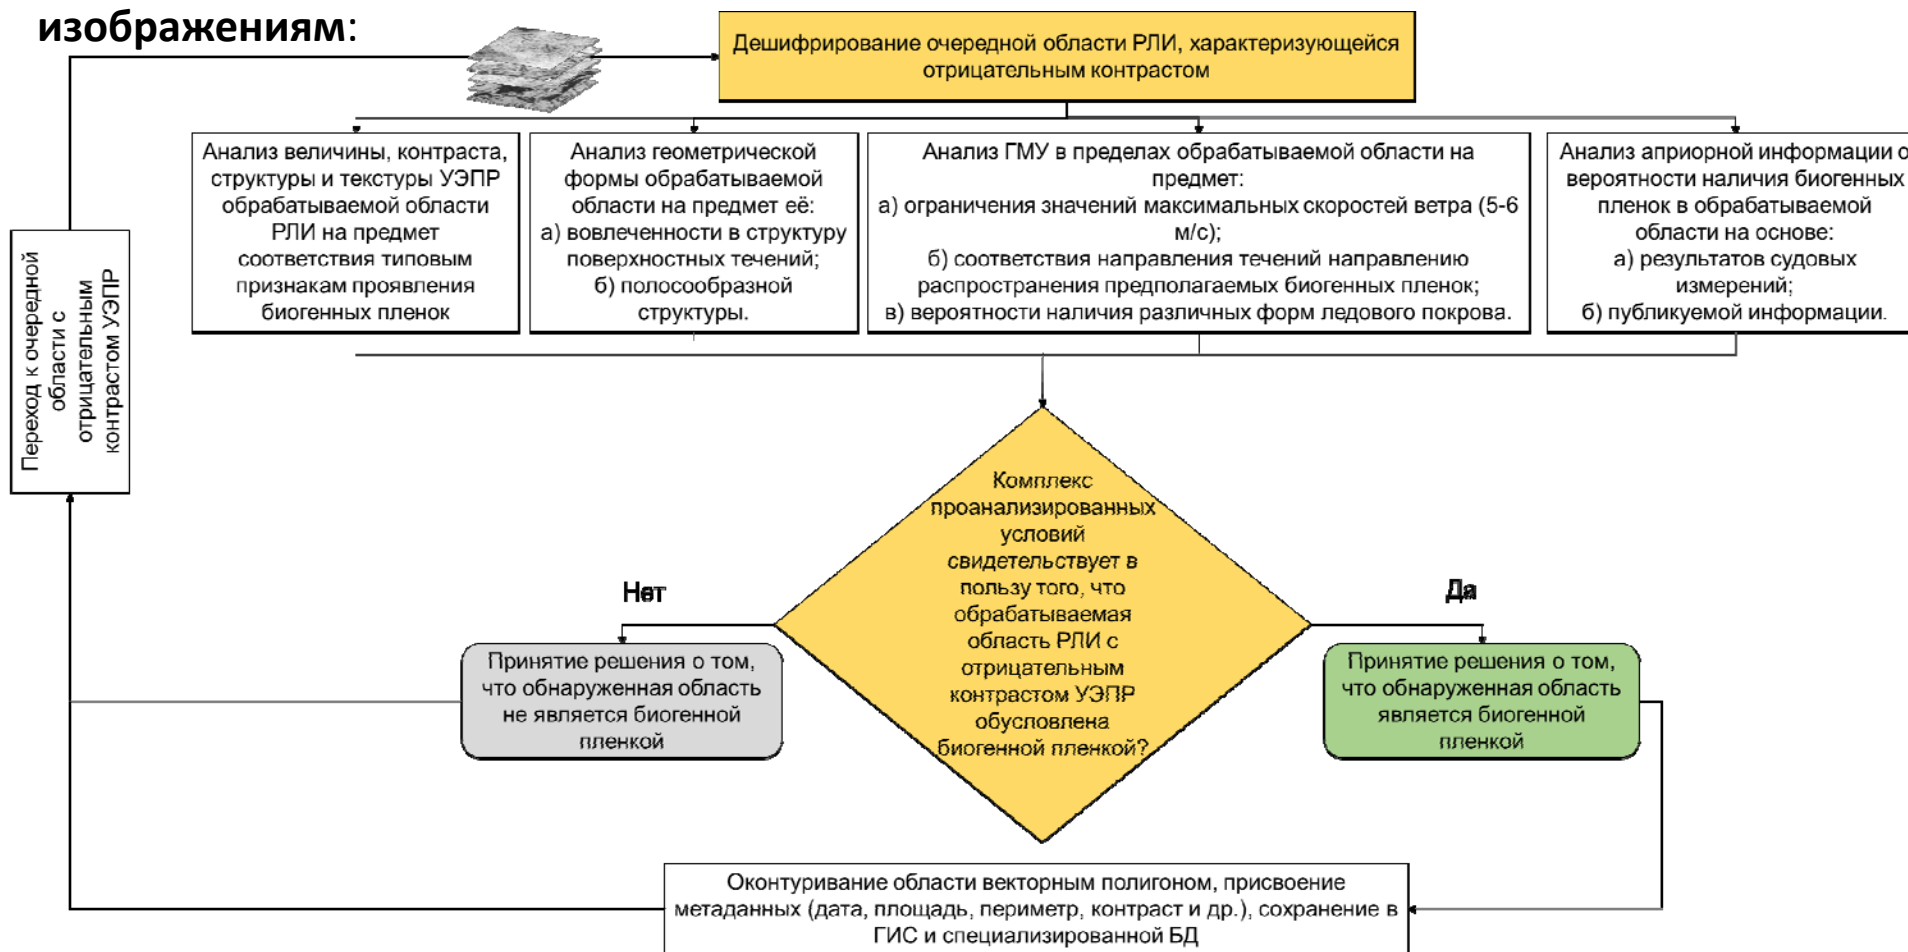 изображениям:
Дешифрирование очередной области РЛИ, характеризующейся
отрицательным контрастом
Анализ величины, контраста,
структуры и текстуры УЭПР
обрабатываемой области
РЛИ на предмет
соответствия типовым
признакам проявления
биогенных пленок
Анализ геометрической
формы обрабатываемой
области на предмет её:
а) вовлеченности в структуру
поверхностных течений;
б) полосообразной
структуры.
Анализ ГМУ в пределах обрабатываемой области на
предмет:
а) ограничения значений максимальных скоростей ветра (5-6
м/с);
б) соответствия направления течений направлению
распространения предполагаемых биогенных пленок;
в) вероятности наличия различных форм ледового покрова.
Анализ априорной информации о
вероятности наличия биогенных
пленок в обрабатываемой
области на основе:
а) результатов судовых
измерений;
б) публикуемой информации.
Переход к очередной
области с
отрицательным
контрастом УЭПР
Комплекс
проанализированных
условий
свидетельствует в
пользу того, что
обрабатываемая
область РЛИ с
отрицательным
контрастом УЭПР
обусловлена
биогенной пленкой?
Нет
Да
Принятие решения о том,
что обнаруженная область
не является биогенной
пленкой
Принятие решения о том,
что обнаруженная область
является биогенной
пленкой
Оконтуривание области векторным полигоном, присвоение
метаданных (дата, площадь, периметр, контраст и др.), сохранение в
ГИС и специализированной БД